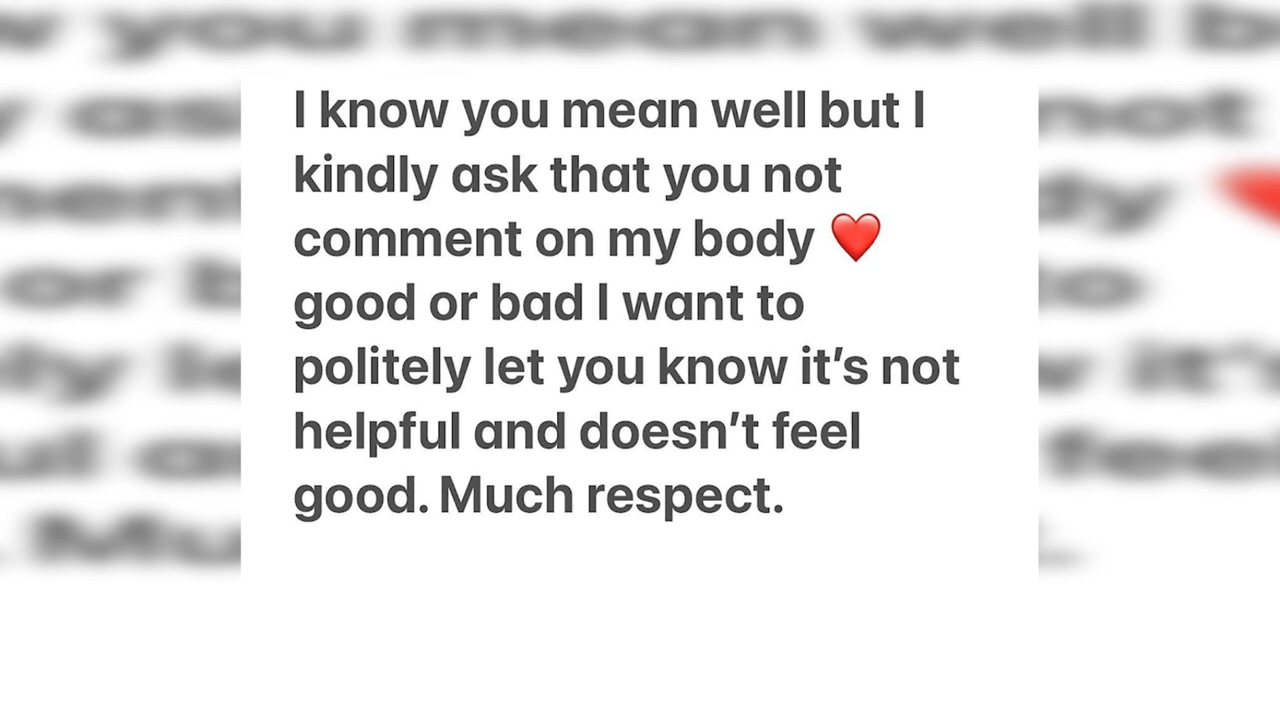 I know you mean well but I
kindly ask that you not
comment on my body ❤️
good or bad I want to
politely let you know it’s not
helpful and doesn’t feel
good. Much respect.